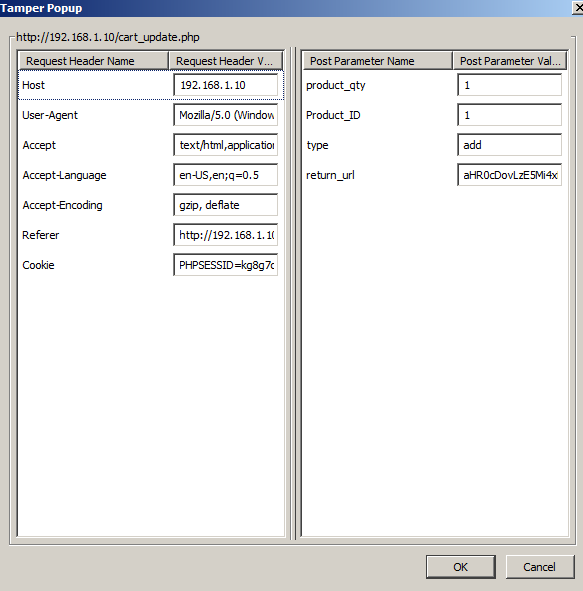 Tamper Popup
http://192.168.1.10/cart_update.php
Request Header Name Request Header V... Post Parameter Name Post Parameter Val...
Host 192.168.1.10 product_qty 1
User-Agent Mozilla/5.0 (Window Product_ID 1
Accept text/html,application type add
Accept-Language en-US,en;q=0.5 return_url aHR0cDovLzE5Mi4x
Accept-Encoding gzip, deflate
Referer http://192.168.1.10
Cookie PHPSESSID=kg8g7c
OK Cancel